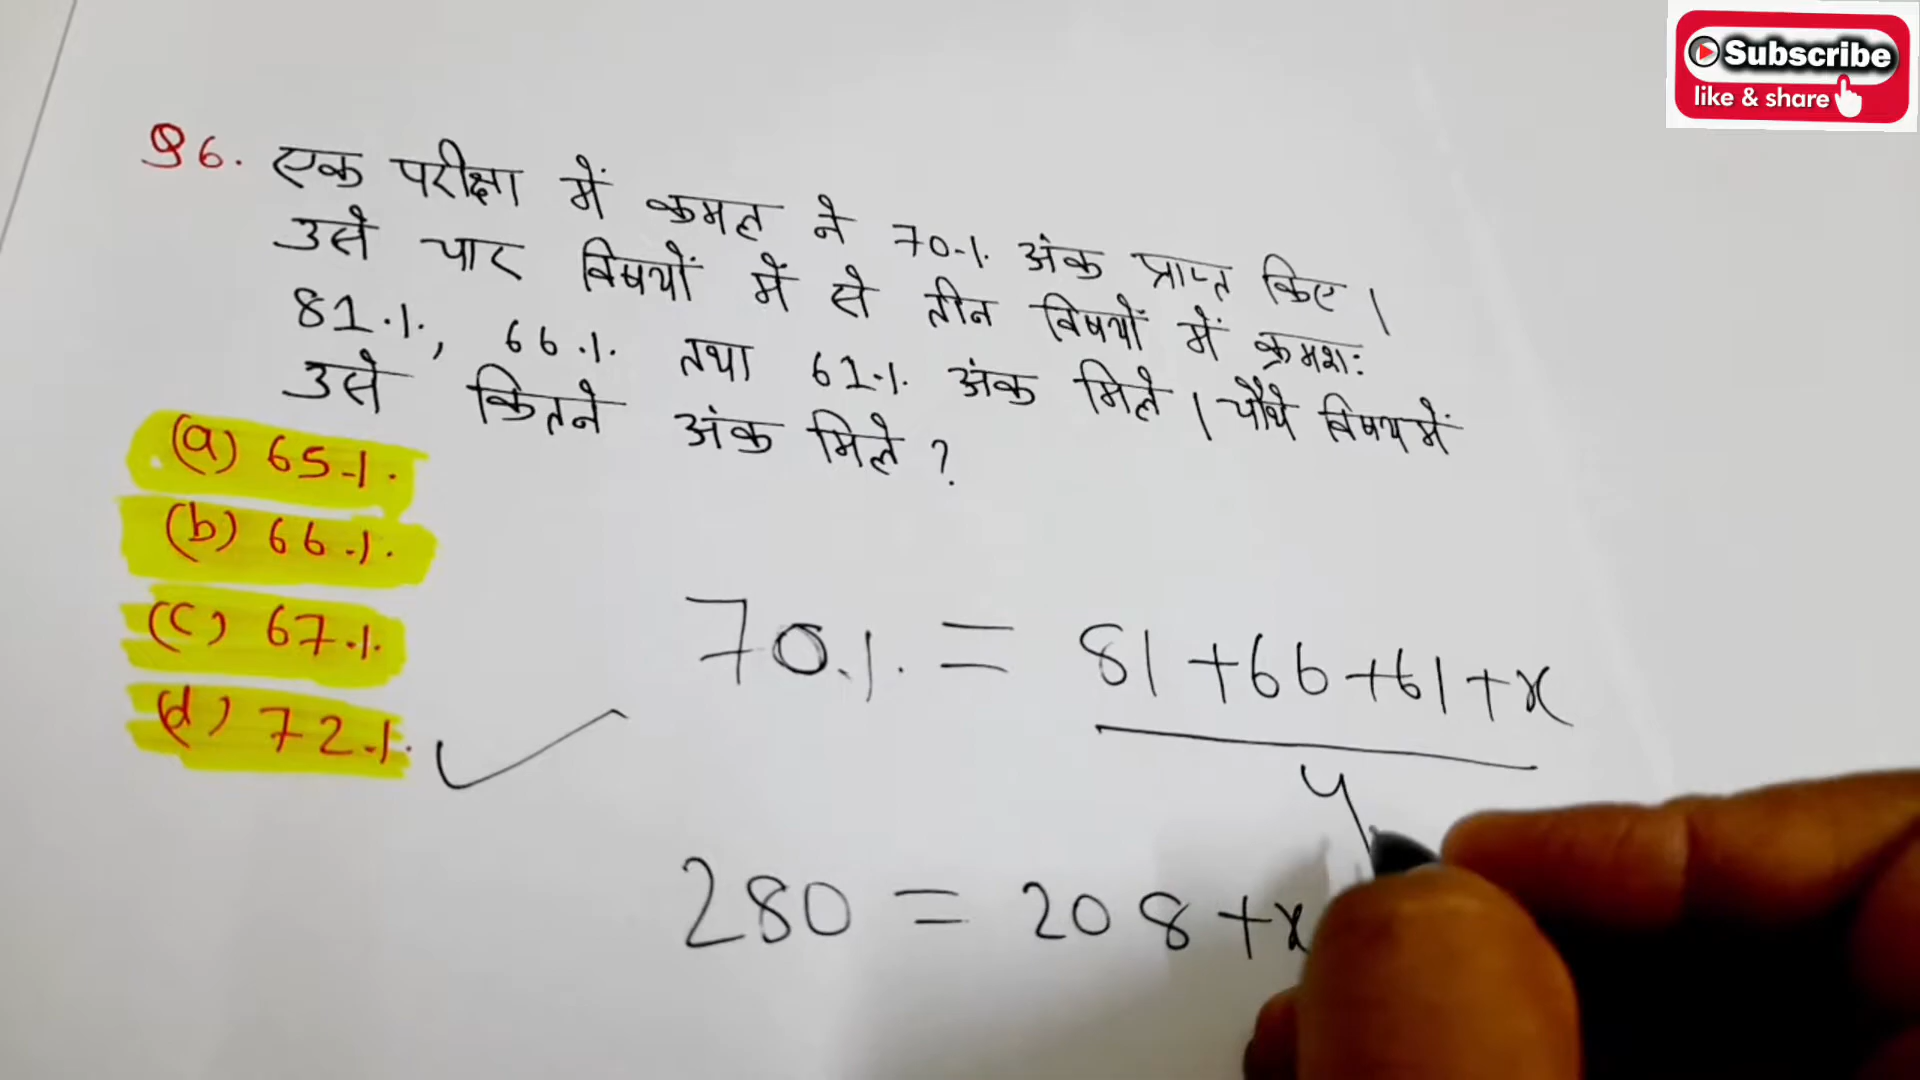 Subscribe
like & share
Q6. एक परीक्षा में कमल ने 70% अंक प्राप्त किए।
उसे चार विषयों में से तीन विषयों में क्रमशः
81%, 66% तथा 61% अंक मिले। चौथे विषय में
उसे कितने अंक मिले?
(a) 65%
(b) 66%
(c) 67%
(d) 72%
70% = 81+66+61+x
4
280 = 208+x